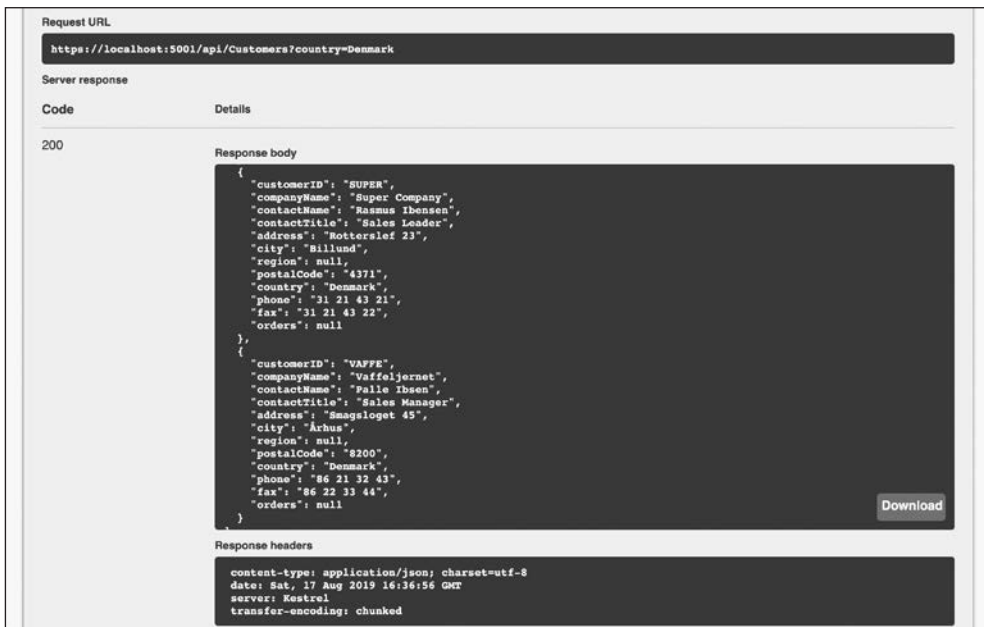 Request URL
https://localhost:5001/api/Customers?country=Denmark
Server response
Code Details
200
Response body
{
"customerID": "SUPER",
"companyName": "Super Company",
"contactName": "Rasmus Ibensen",
"contactTitle": "Sales Leader",
"address": "Rotterslef 23",
"city": "Billund",
"region": null,
"postalCode": "4371",
"country": "Denmark",
"phone": "31 21 43 21",
"fax": "31 21 43 22",
"orders": null
},
{
"customerID": "VAFFE",
"companyName": "Vaffeljernet",
"contactName": "Palle Ibsen",
"contactTitle": "Sales Manager",
"address": "Smagsloget 45",
"city": "Århus",
"region": null,
"postalCode": "8200",
"country": "Denmark",
"phone": "86 21 32 43",
"fax": "86 22 33 44",
"orders": null
}
Download
Response headers
content-type: application/json; charset=utf-8
date: Sat, 17 Aug 2019 16:36:56 GMT
server: Kestrel
transfer-encoding: chunked